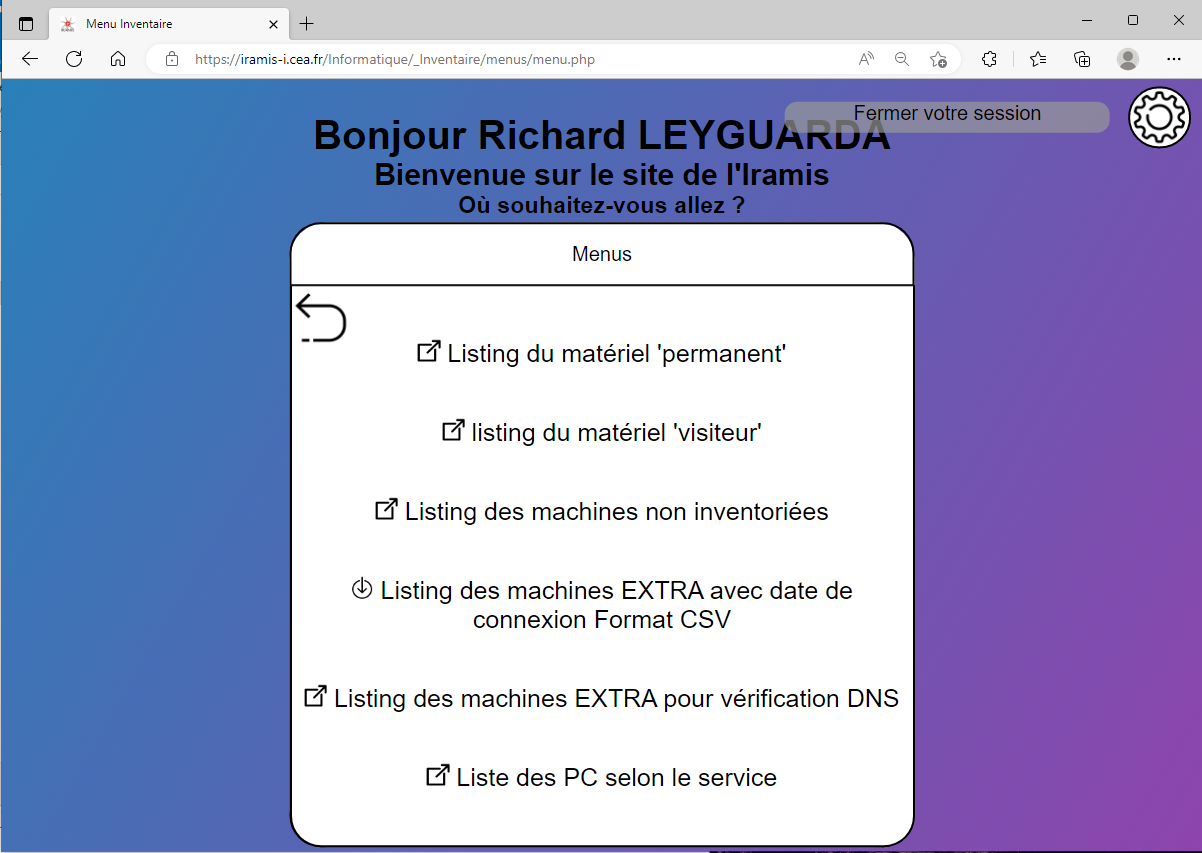 Menu Inventaire
https://iramis-i.cea.fr/Informatique/_Inventaire/menus/menu.php
Fermer votre session
Bonjour Richard LEYGUARDA
Bienvenue sur le site de l'Iramis
Où souhaitez-vous allez ?
Menus
Listing du matériel 'permanent'
listing du matériel 'visiteur'
Listing des machines non inventoriées
Listing des machines EXTRA avec date de
connexion Format CSV
Listing des machines EXTRA pour vérification DNS
Liste des PC selon le service